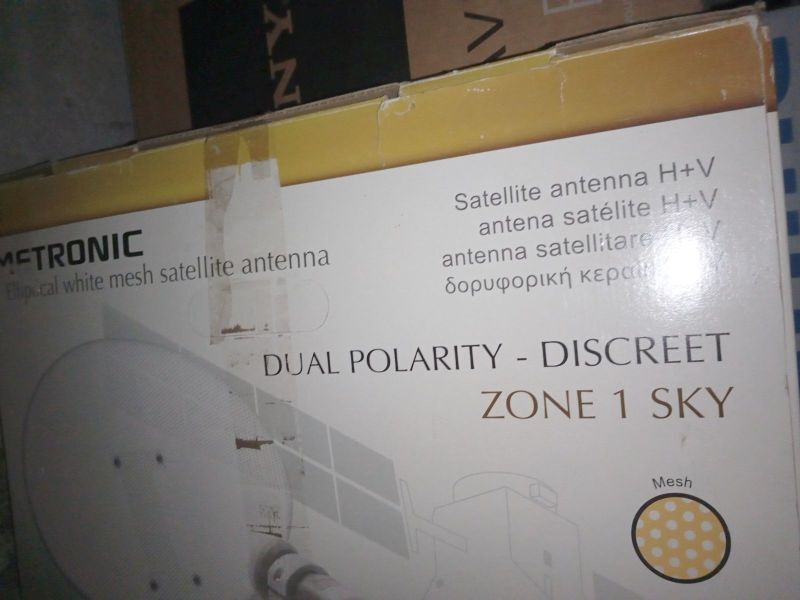 METRONIC
Elliptical white mesh satellite antenna
Satellite antenna H+V
antena satélite H+V
antenna satellitare
δορυφορική
DUAL POLARITY - DISCREET
ZONE 1 SKY
Mesh